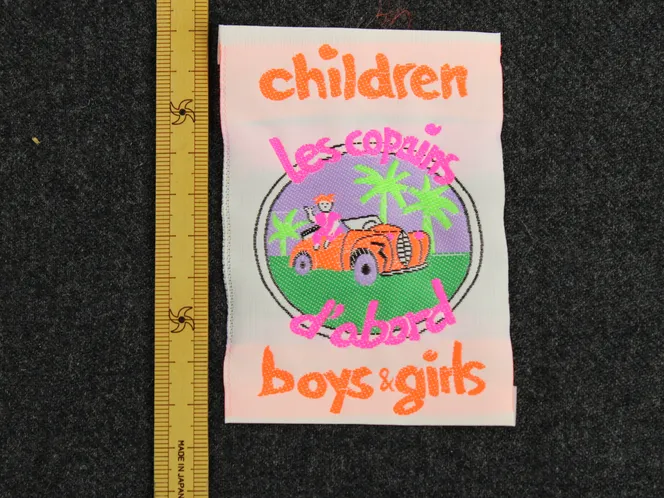 children
les copains
d'abord
boys & girls
MADE IN JAPAN